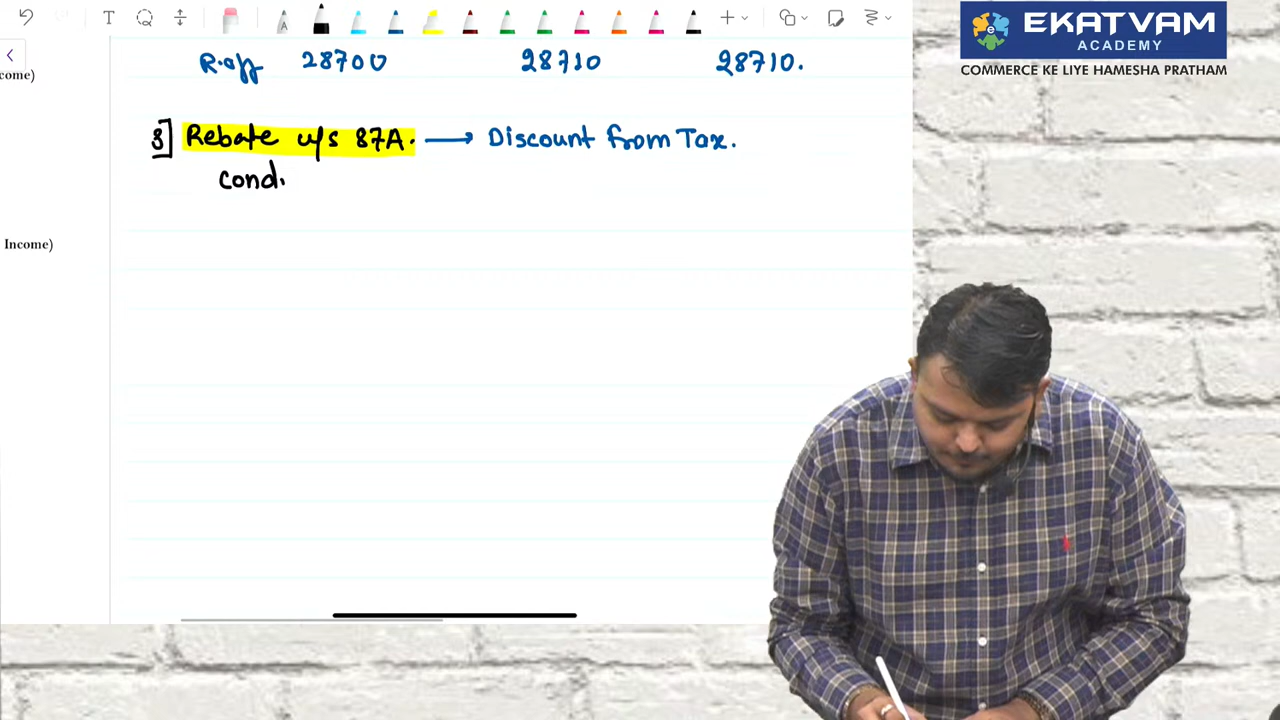 EKATVAM
ACADEMY
COMMERCE KE LIYE HAMESHA PRATHAM
come)
R.off 28700 28710 28710.
3] Rebate u/s 87A. → Discount from Tax.
cond.
Income)